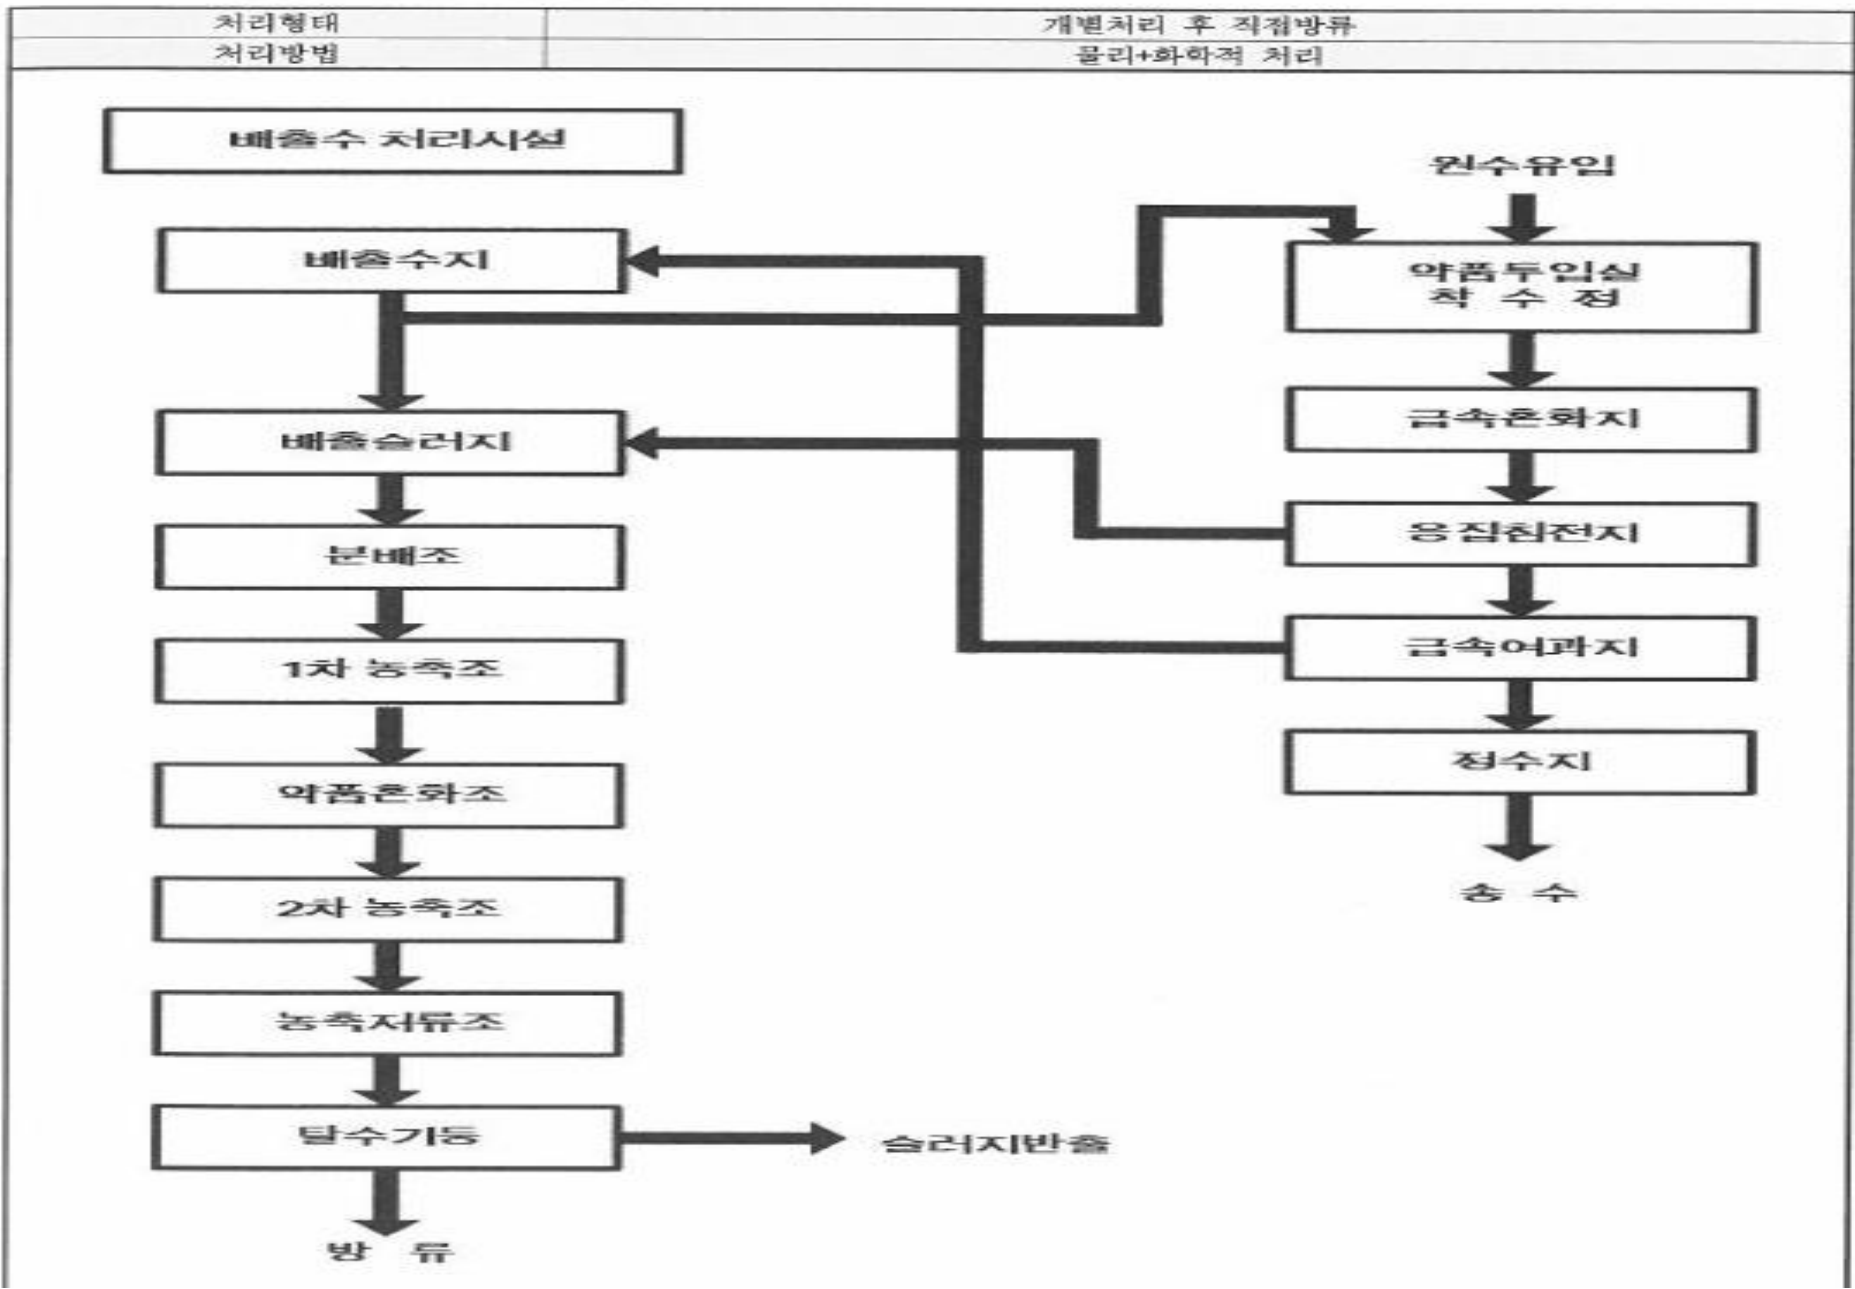 처리형태 개별처리 후 직접방류
처리방법 물리+화학적 처리
배출수 처리시설
배출수지
배출슬러지
분배조
1차 농축조
약품혼화조
2차 농축조
농축저류조
탈수기동
슬러지반출
방 류
원수유입
약품투입실
착 수 정
급속혼화지
응집침전지
급속여과지
정수지
송 수